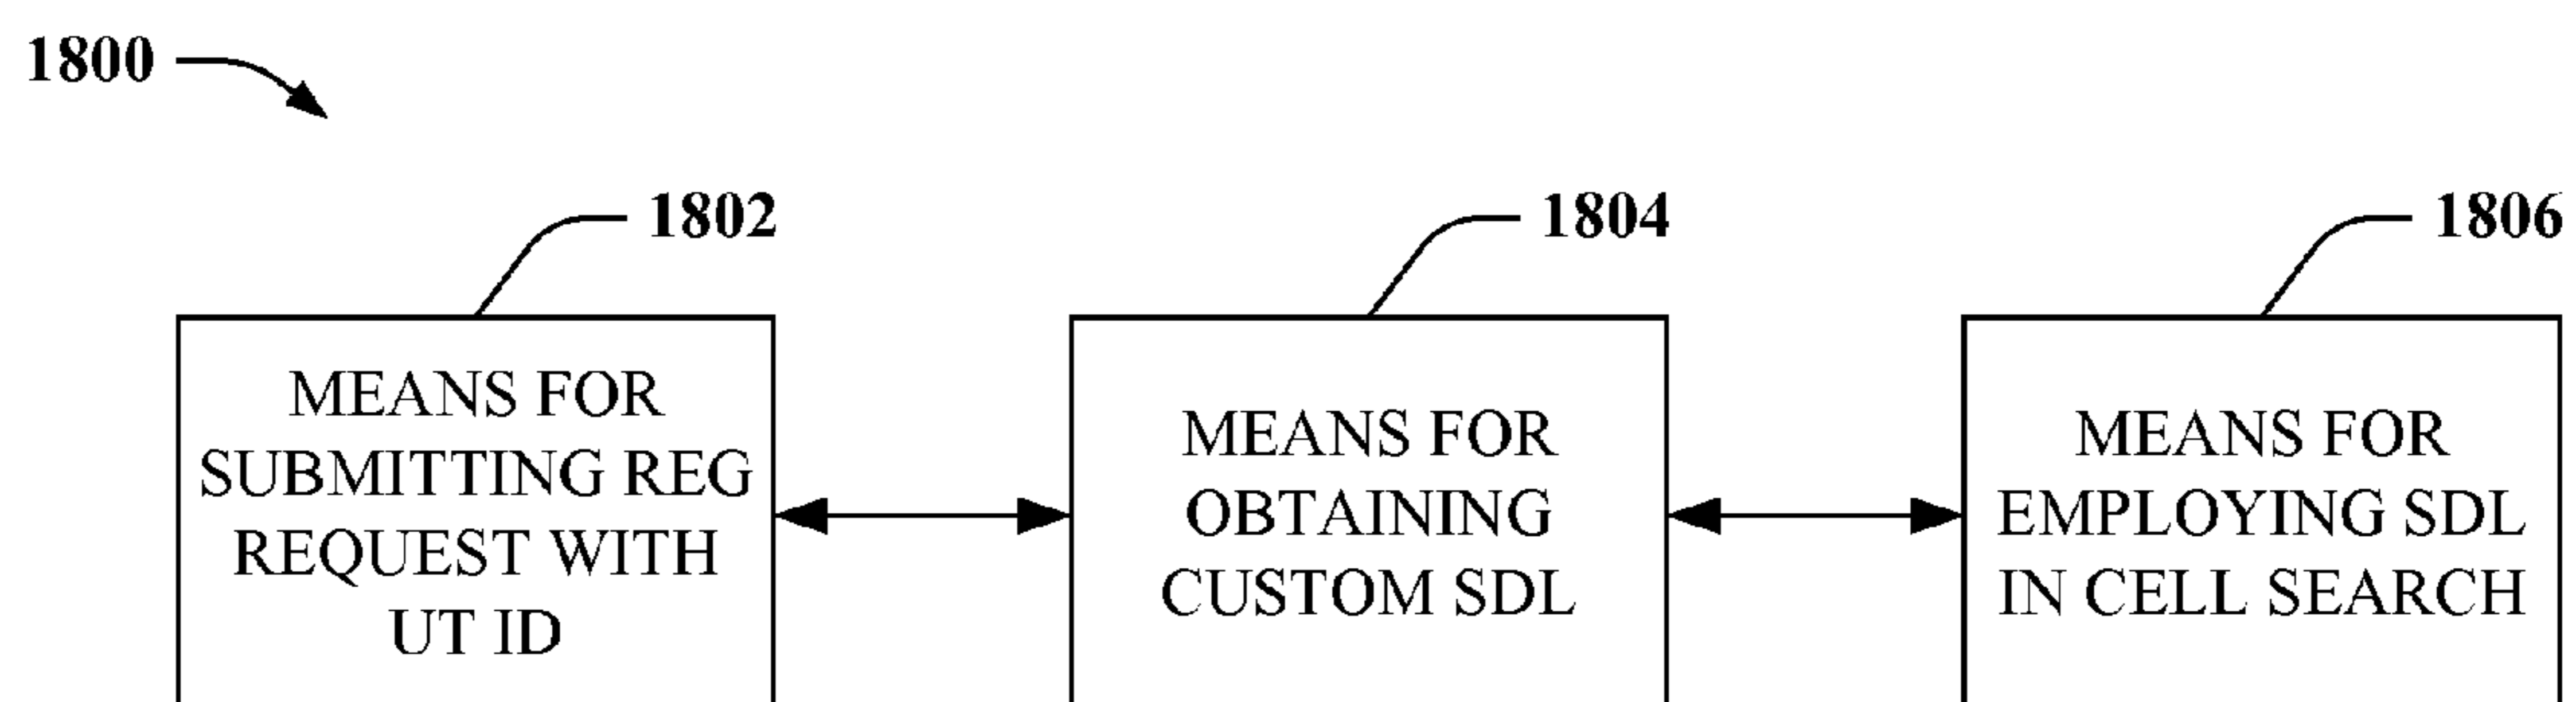 1800
1802
1804
1806
MEANS FOR
SUBMITTING REG
REQUEST WITH
UT ID
MEANS FOR
OBTAINING
CUSTOM SDL
MEANS FOR
EMPLOYING SDL
IN CELL SEARCH